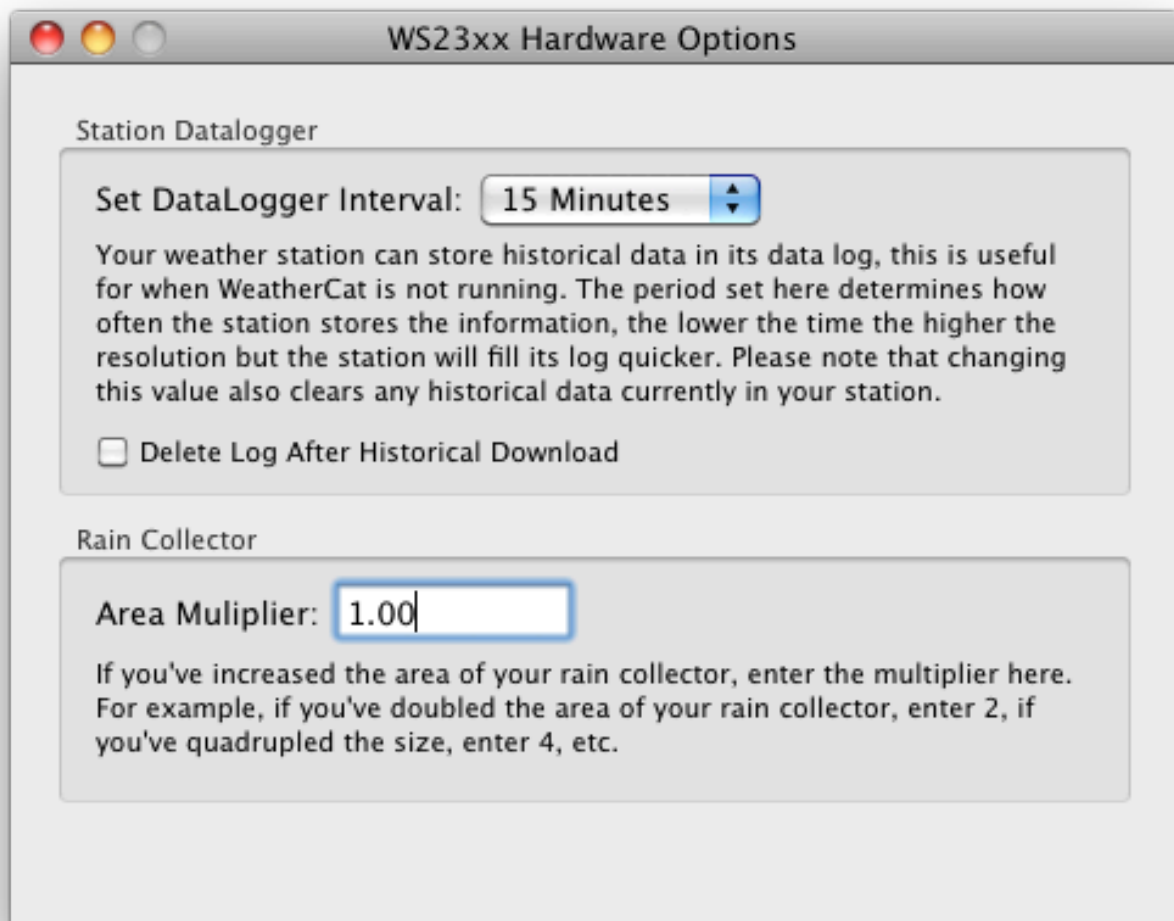 WS23xx Hardware Options
Station Datalogger
Set DataLogger Interval: 15 Minutes
Your weather station can store historical data in its data log, this is useful
for when WeatherCat is not running. The period set here determines how
often the station stores the information, the lower the time the higher the
resolution but the station will fill its log quicker. Please note that changing
this value also clears any historical data currently in your station.
Delete Log After Historical Download
Rain Collector
Area Muliplier: 1.00
If you've increased the area of your rain collector, enter the multiplier here.
For example, if you've doubled the area of your rain collector, enter 2, if
you've quadrupled the size, enter 4, etc.